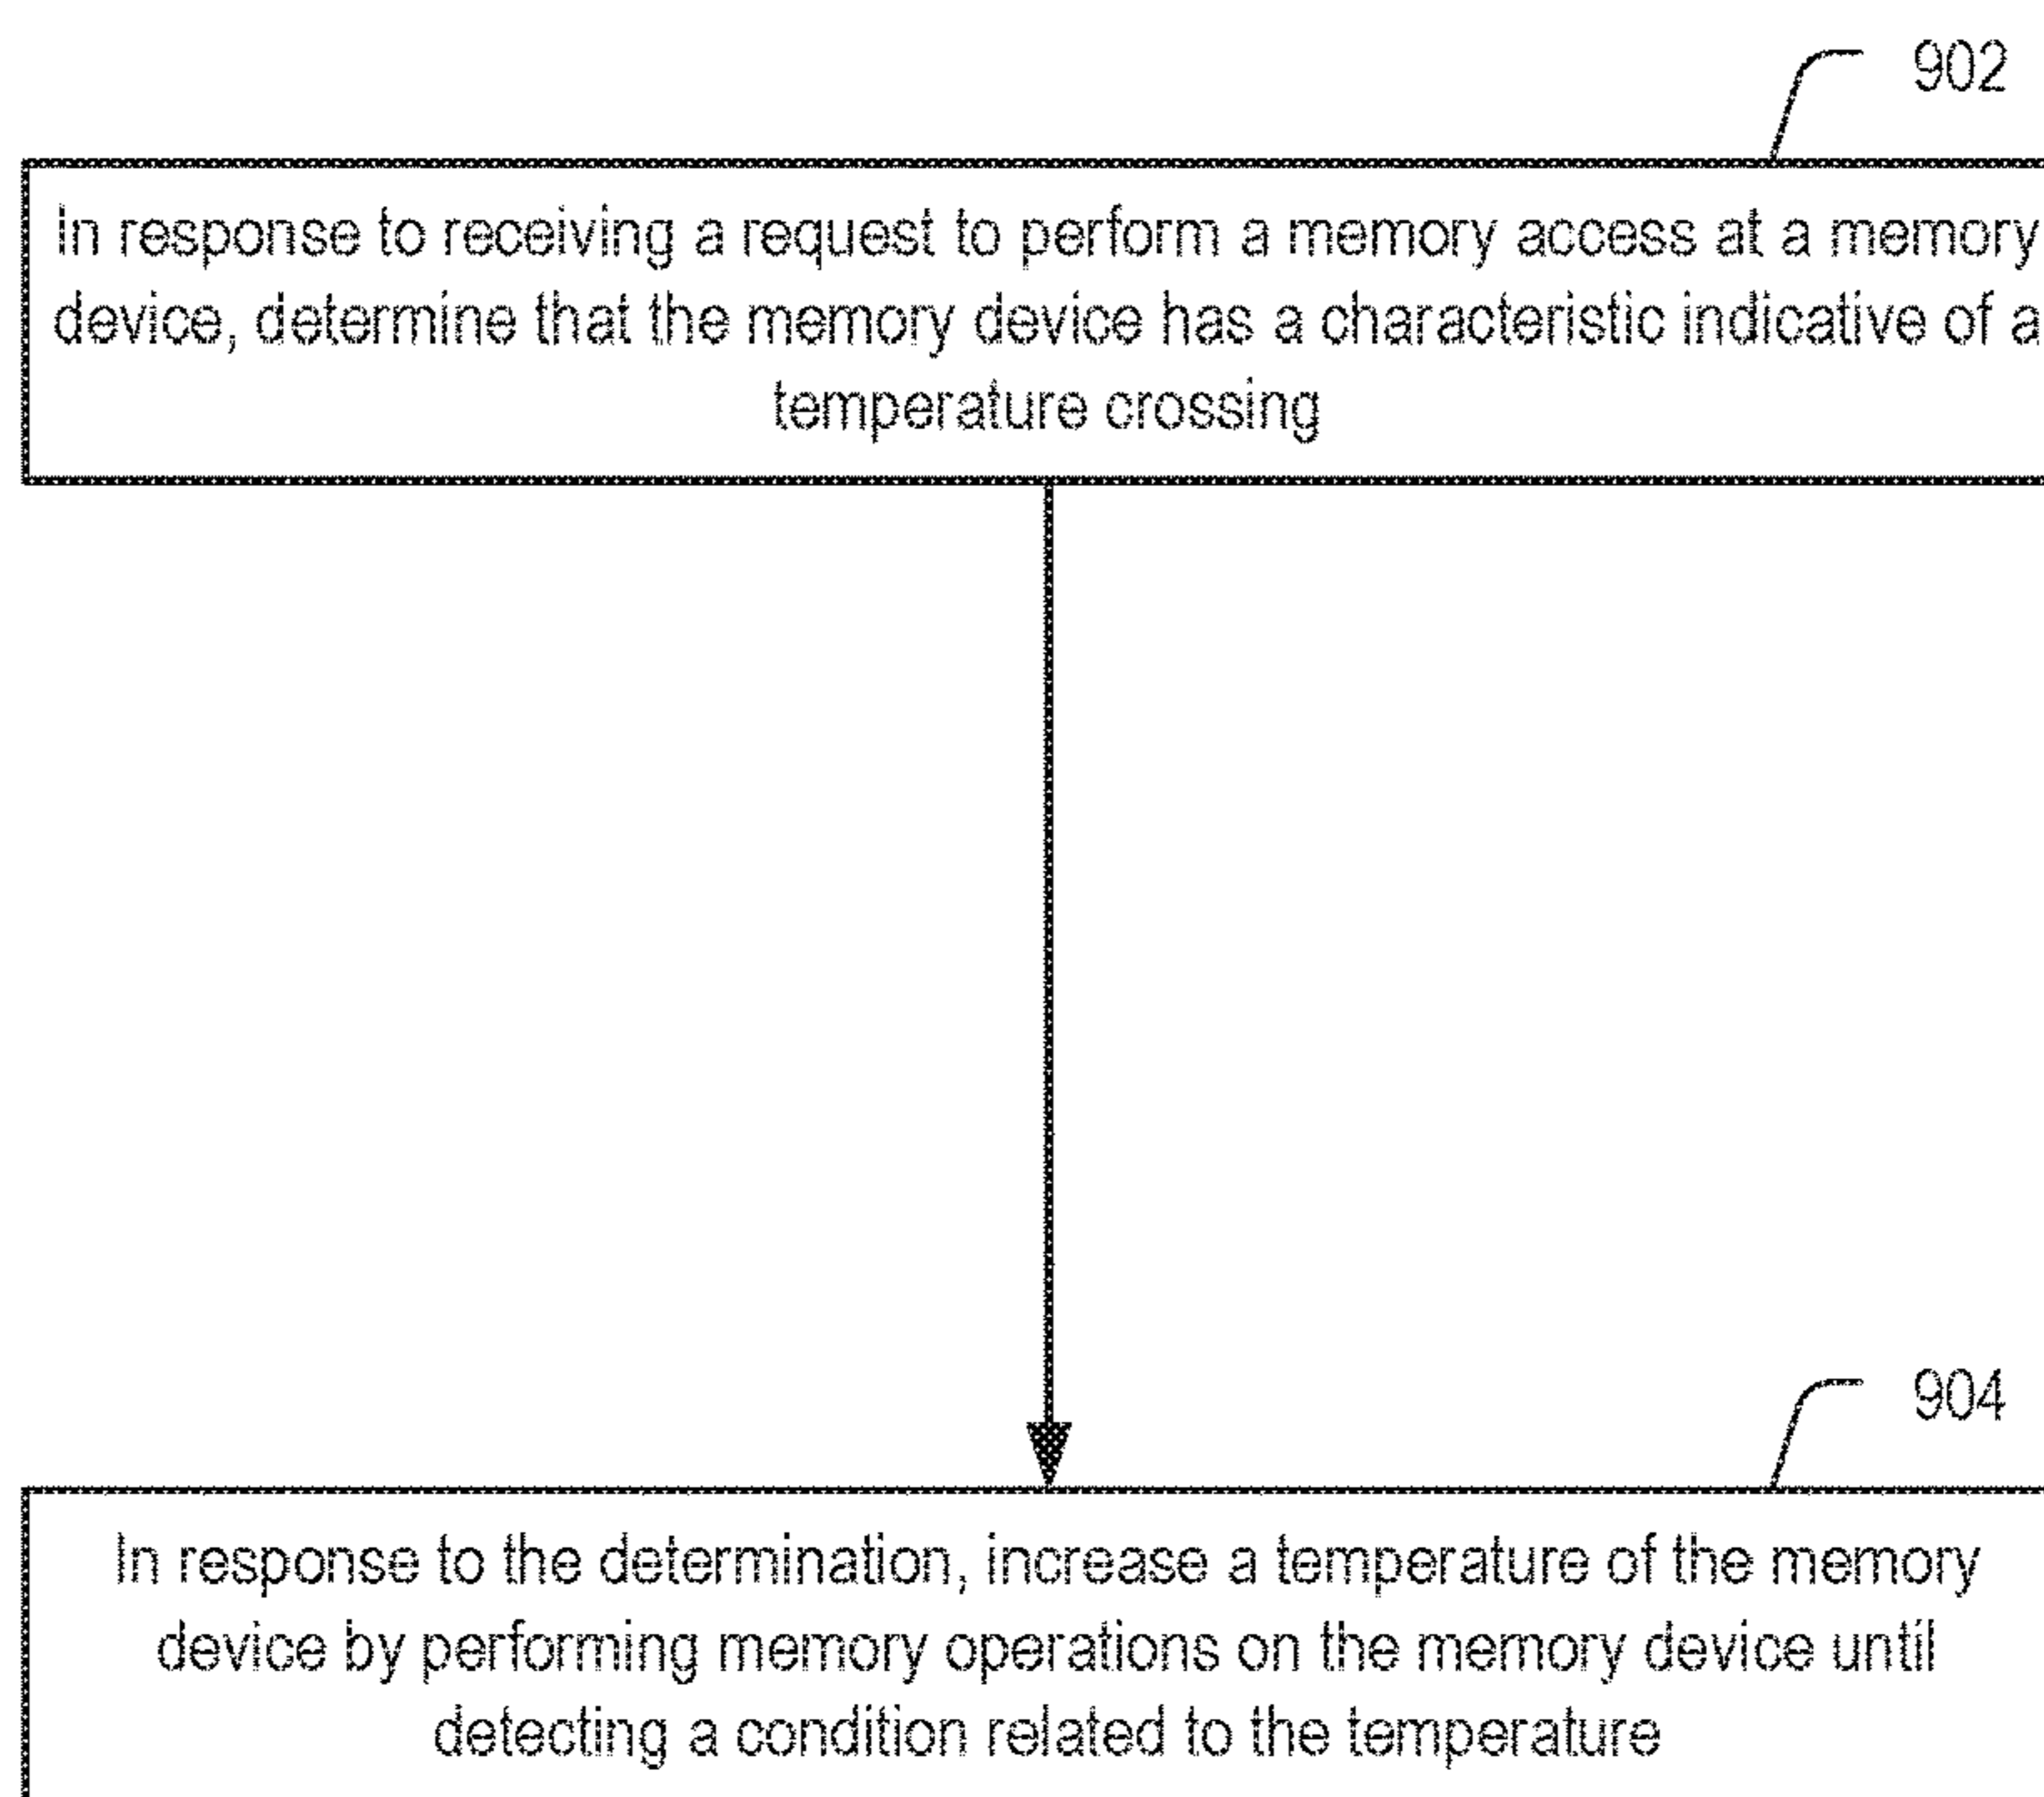 902
In response to receiving a request to perform a memory access at a memory
device, determine that the memory device has a characteristic indicative of a
temperature crossing
904
In response to the determination, increase a temperature of the memory
device by performing memory operations on the memory device until
detecting a condition related to the temperature